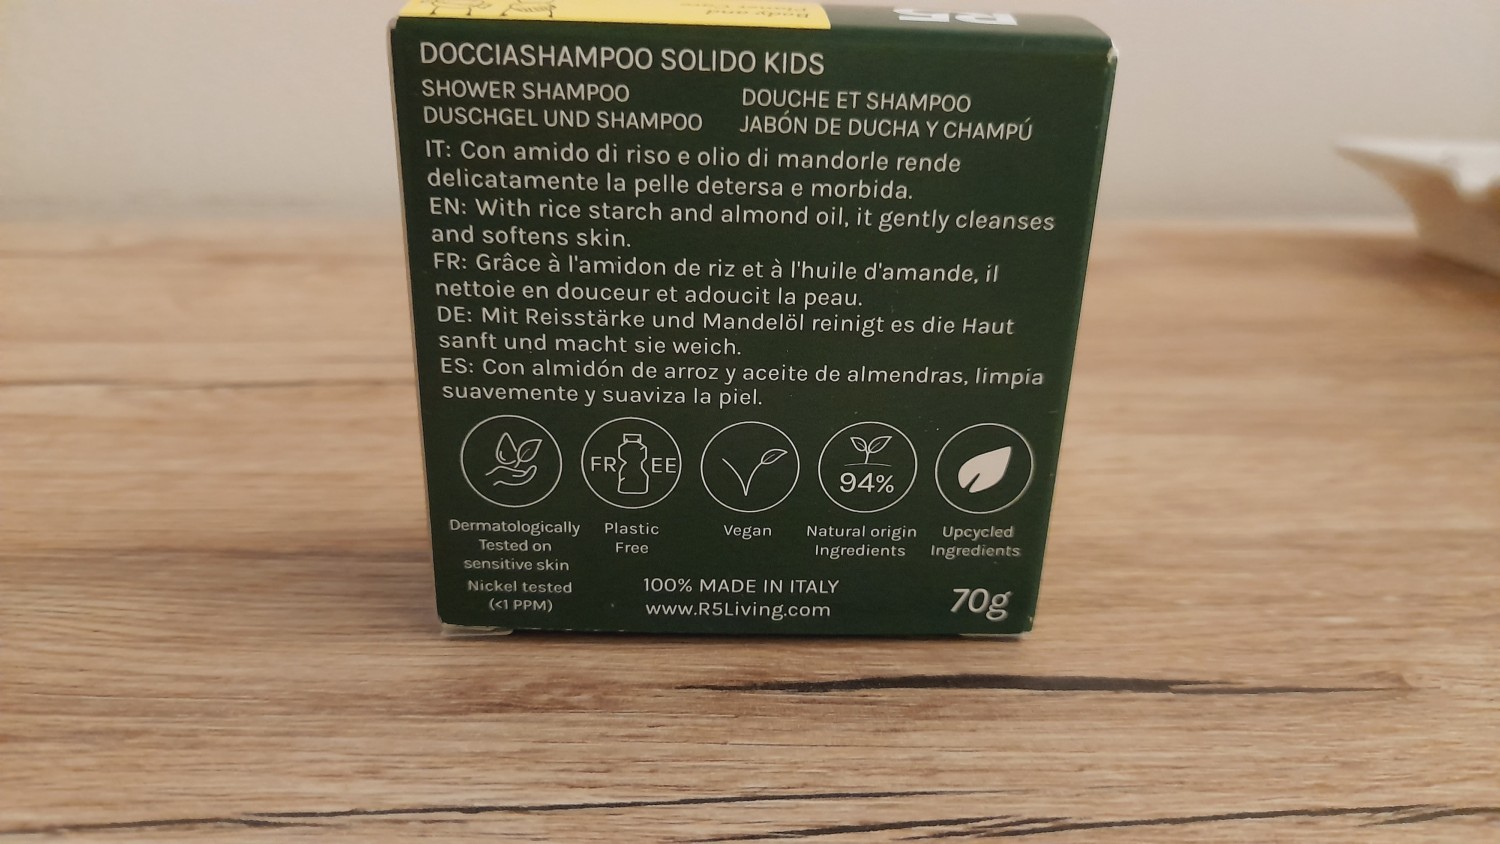 Body and
Planet Care
R5
DOCCIASHAMPOO SOLIDO KIDS
SHOWER SHAMPOO
DUSCHGEL UND SHAMPOO
DOUCHE ET SHAMPOO
JABÓN DE DUCHA Y CHAMPÚ
IT: Con amido di riso e olio di mandorle rende
delicatamente la pelle detersa e morbida.
EN: With rice starch and almond oil, it gently cleanses
and softens skin.
FR: Grâce à l'amidon de riz et à l'huile d'amande, il
nettoie en douceur et adoucit la peau.
DE: Mit Reisstärke und Mandelöl reinigt es die Haut
sanft und macht sie weich.
ES: Con almidón de arroz y aceite de almendras, limpia
suavemente y suaviza la piel.
FREE
94%
Dermatologically
Tested on
sensitive skin
Nickel tested
(<1 PPM)
Plastic
Free
Vegan
Natural origin
Ingredients
Upcycled
Ingredients
100% MADE IN ITALY
www.R5Living.com
70g